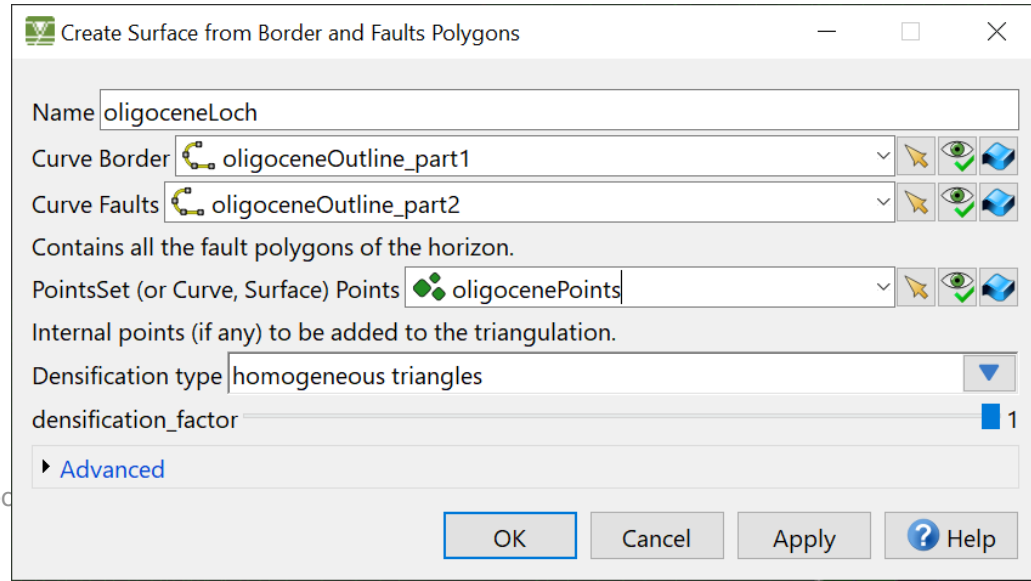 Create Surface from Border and Faults Polygons
Name oligoceneLoch
Curve Border oligoceneOutline_part1
Curve Faults oligoceneOutline_part2
Contains all the fault polygons of the horizon.
PointsSet (or Curve, Surface) Points oligocenePoints
Internal points (if any) to be added to the triangulation.
Densification type homogeneous triangles
densification_factor 1
Advanced
OK Cancel Apply Help